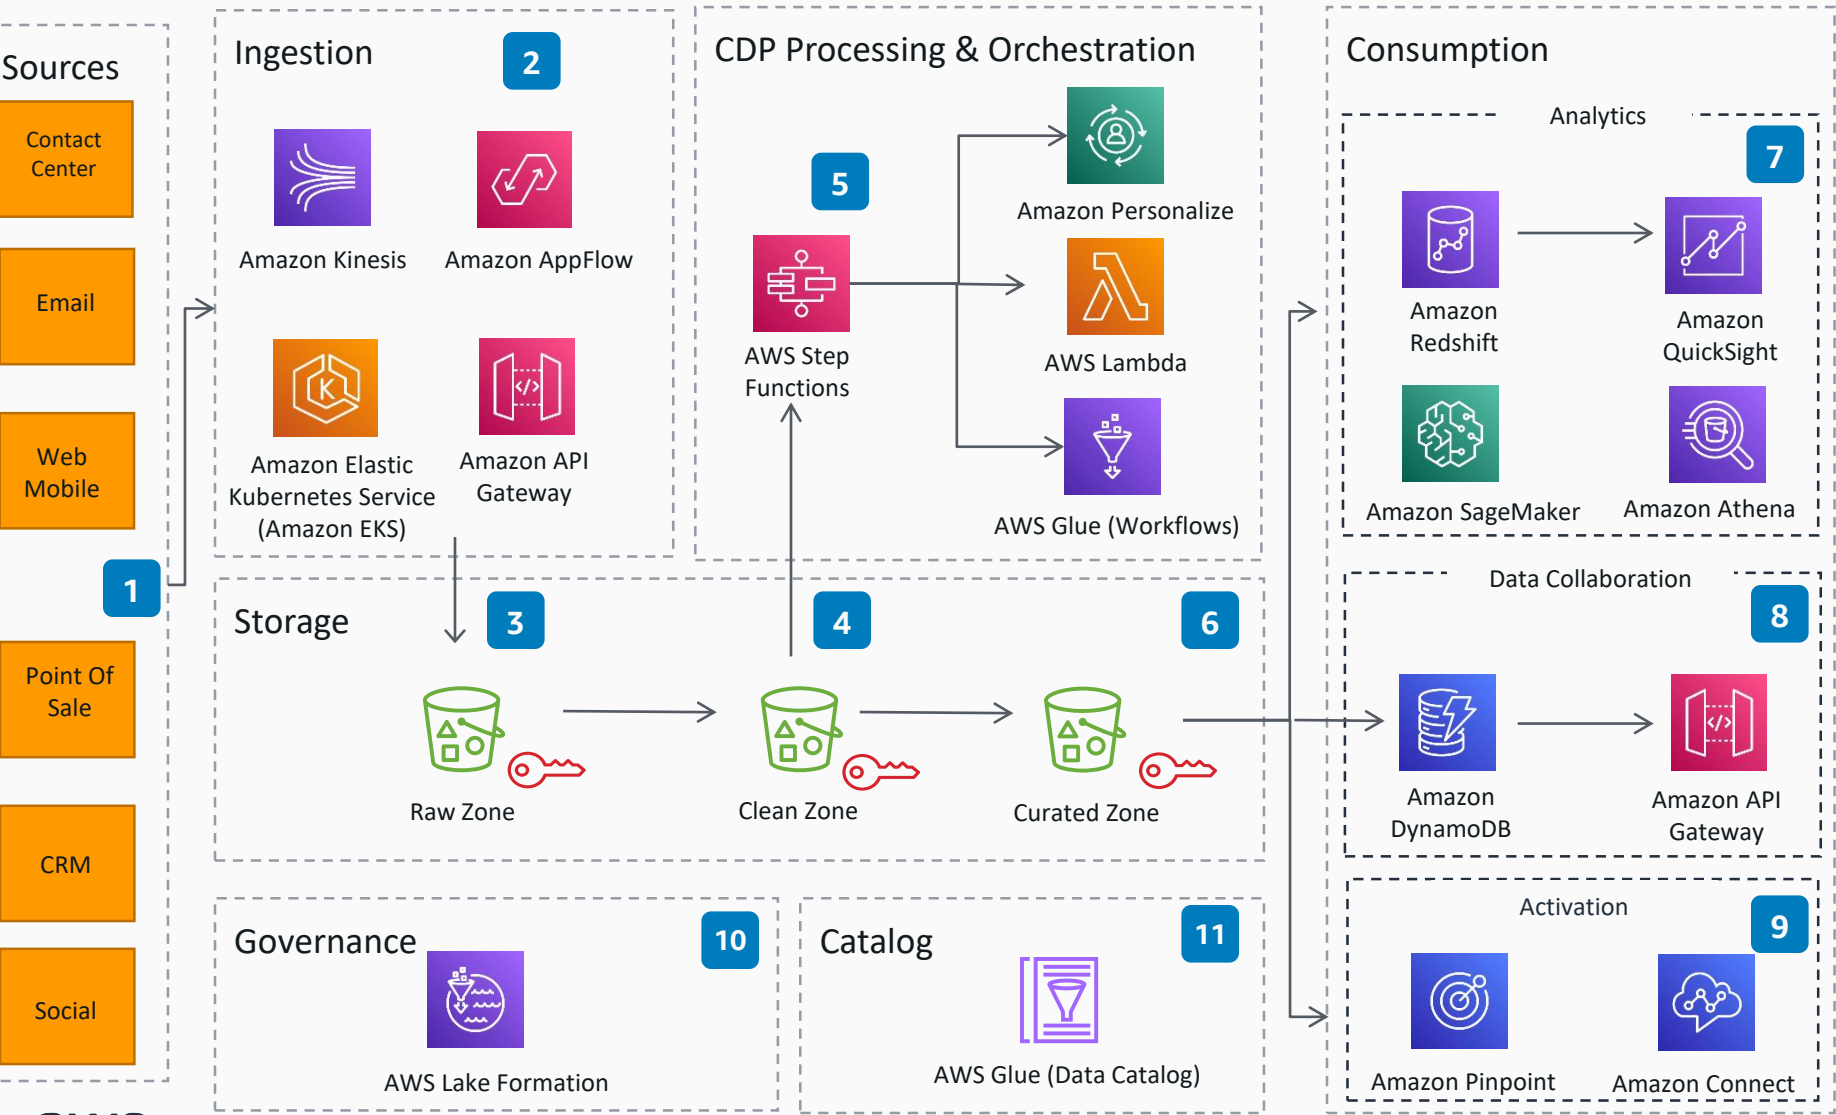 Sources
Contact
Center
Email
Web
Mobile
1
Point Of
Sale
CRM
Social
Ingestion
2
Amazon Kinesis
Amazon AppFlow
Amazon Elastic
Kubernetes Service
(Amazon EKS)
Amazon API
Gateway
CDP Processing & Orchestration
5
AWS Step
Functions
Amazon Personalize
AWS Lambda
AWS Glue (Workflows)
Storage
3
4
6
Raw Zone
Clean Zone
Curated Zone
Governance
10
AWS Lake Formation
Catalog
11
AWS Glue (Data Catalog)
Consumption
Analytics
7
Amazon
Redshift
Amazon
QuickSight
Amazon SageMaker
Amazon Athena
Data Collaboration
8
Amazon
DynamoDB
Amazon API
Gateway
Activation
9
Amazon Pinpoint
Amazon Connect